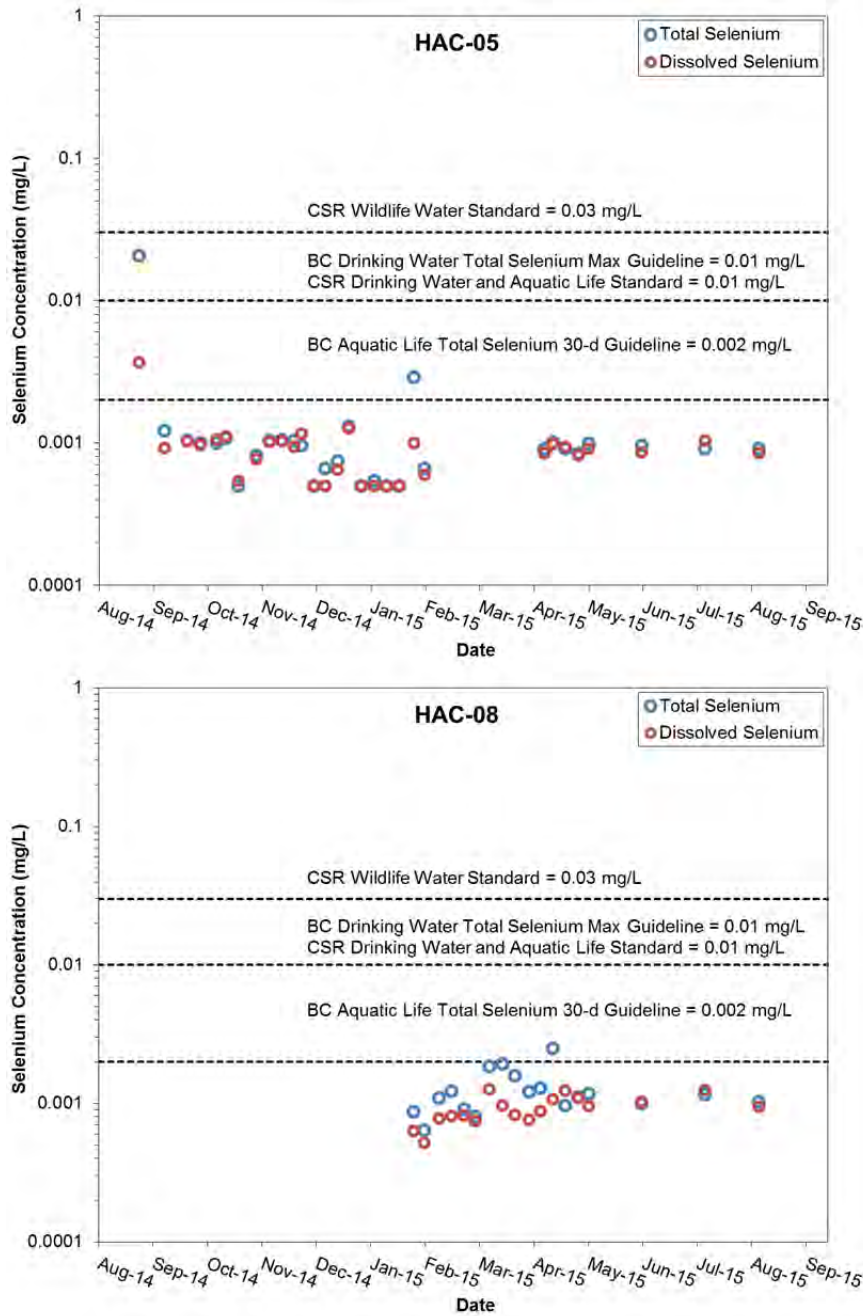 HAC-05
Total Selenium
Dissolved Selenium
Selenium Concentration (mg/L)
1
0.1
0.01
0.001
0.0001
CSR Wildlife Water Standard = 0.03 mg/L
BC Drinking Water Total Selenium Max Guideline = 0.01 mg/L
CSR Drinking Water and Aquatic Life Standard = 0.01 mg/L
BC Aquatic Life Total Selenium 30-d Guideline = 0.002 mg/L
Aug-14 Sep-14 Oct-14 Nov-14 Dec-14 Jan-15 Feb-15 Mar-15 Apr-15 May-15 Jun-15 Jul-15 Aug-15 Sep-15
Date
HAC-08
Total Selenium
Dissolved Selenium
Selenium Concentration (mg/L)
1
0.1
0.01
0.001
0.0001
CSR Wildlife Water Standard = 0.03 mg/L
BC Drinking Water Total Selenium Max Guideline = 0.01 mg/L
CSR Drinking Water and Aquatic Life Standard = 0.01 mg/L
BC Aquatic Life Total Selenium 30-d Guideline = 0.002 mg/L
Aug-14 Sep-14 Oct-14 Nov-14 Dec-14 Jan-15 Feb-15 Mar-15 Apr-15 May-15 Jun-15 Jul-15 Aug-15 Sep-15
Date